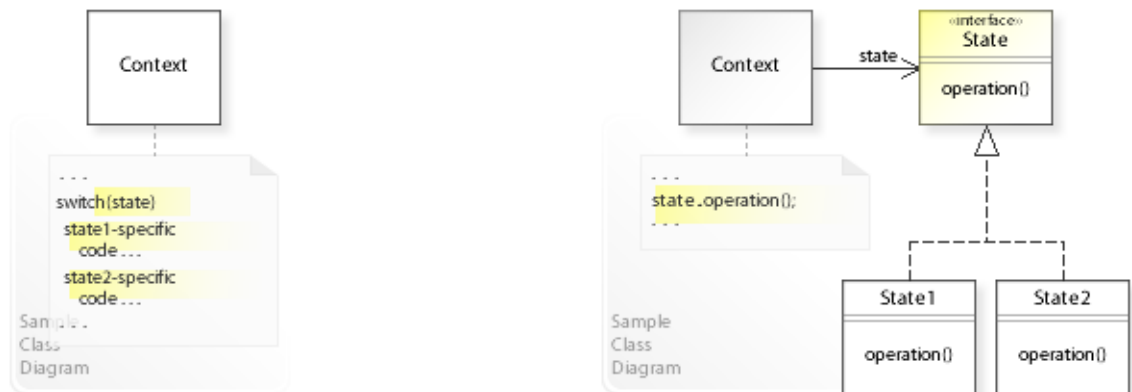 Context
- - -
switch(state)
state1-specific
code ...
state2-specific
code ...
- - -
Sample
Class
Diagram
Context
- - -
state.operation();
- - -
Sample
Class
Diagram
state
«interface»
State
operation()
State1
operation()
State2
operation()